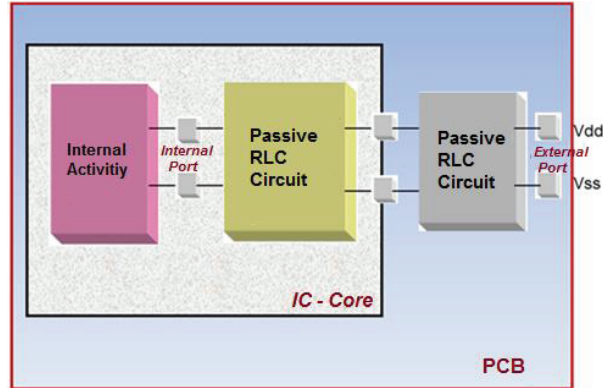 Internal
Activitiy
Internal
Port
Passive
RLC
Circuit
Passive
RLC
Circuit
Vdd
External
Port
Vss
IC - Core
PCB